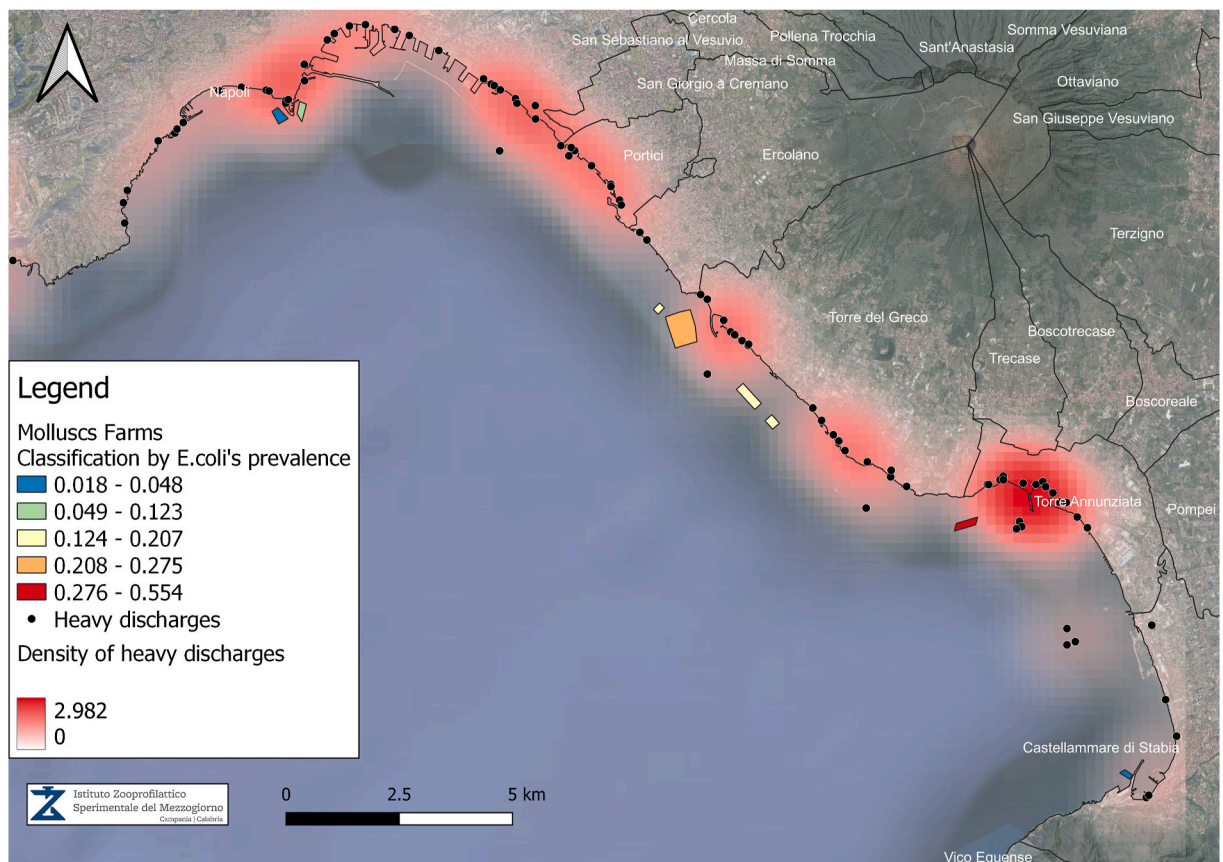 Cercola
Somma Vesuviana
San Sebastiano al Vesuvio
Pollena Trocchia
Sant'Anastasia
Massa di Somma
San Giorgio a Cremano
Ottaviano
Napoli
San Giuseppe Vesuviano
Portici
Ercolano
Terzigno
Torre del Greco
Boscotrecase
Trecase
Boscoreale
Legend
Molluscs Farms
Classification by E.coli's prevalence
0.018 - 0.048
0.049 - 0.123
0.124 - 0.207
0.208 - 0.275
0.276 - 0.554
Heavy discharges
Density of heavy discharges
2.982
0
Torre Annunziata
Pompei
Castellammare di Stabia
Istituto Zooprofilattico
Sperimentale del Mezzogiorno
Campania | Calabria
0 2.5 5 km
Vico Equense